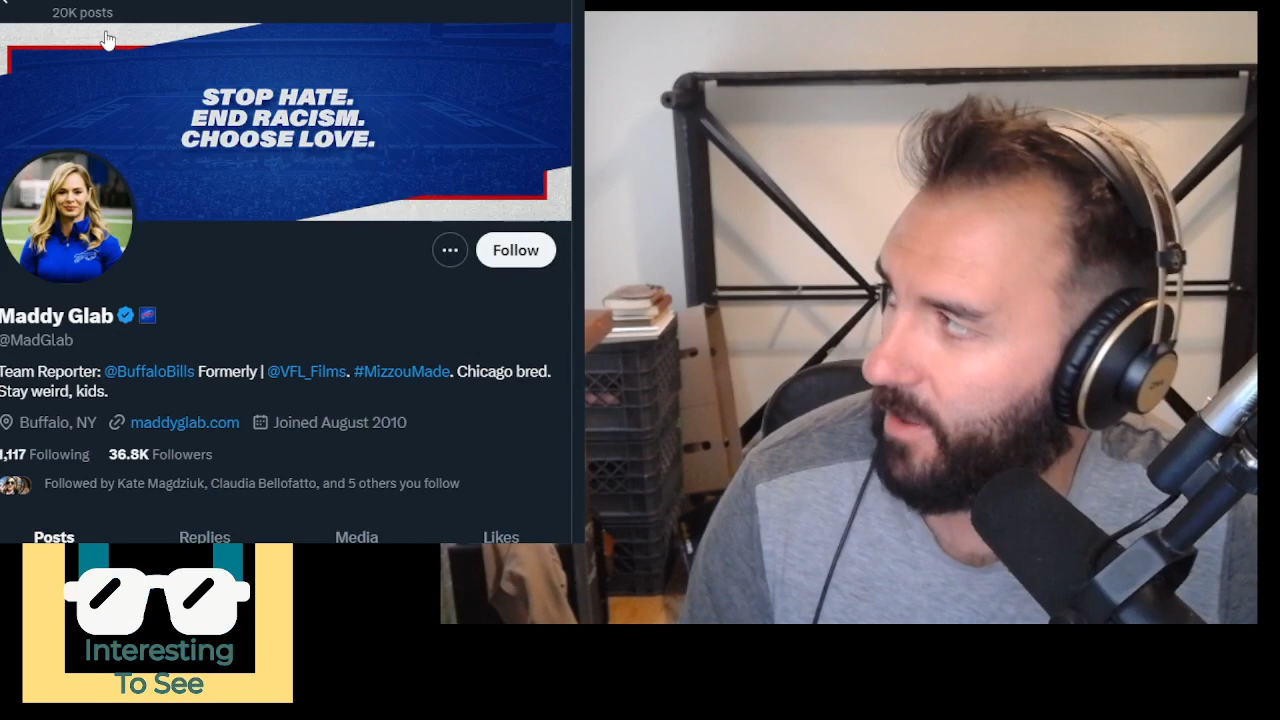 20K posts
STOP HATE.
END RACISM.
CHOOSE LOVE.
Follow
Maddy Glab
@MadGlab
Team Reporter: @BuffaloBills Formerly | @VFL_Films. #MizzouMade. Chicago bred.
Stay weird, kids.
Buffalo, NY maddyglab.com Joined August 2010
1,117 Following 36.8K Followers
Followed by Kate Magdziuk, Claudia Bellofatto, and 5 others you follow
Posts Replies Media Likes
Interesting
To See